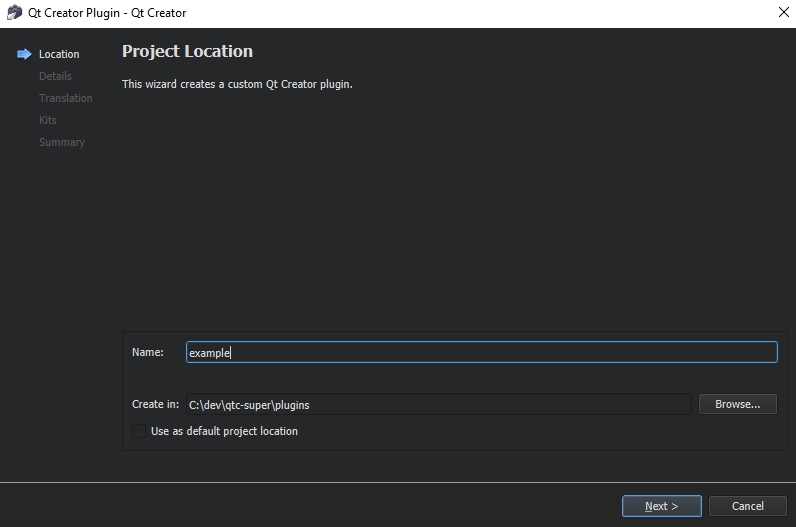 Qt Creator Plugin - Qt Creator
Location
Details
Translation
Kits
Summary
Project Location
This wizard creates a custom Qt Creator plugin.
Name: example
Create in: C:\dev\qtc-super\plugins Browse...
Use as default project location
Next > Cancel